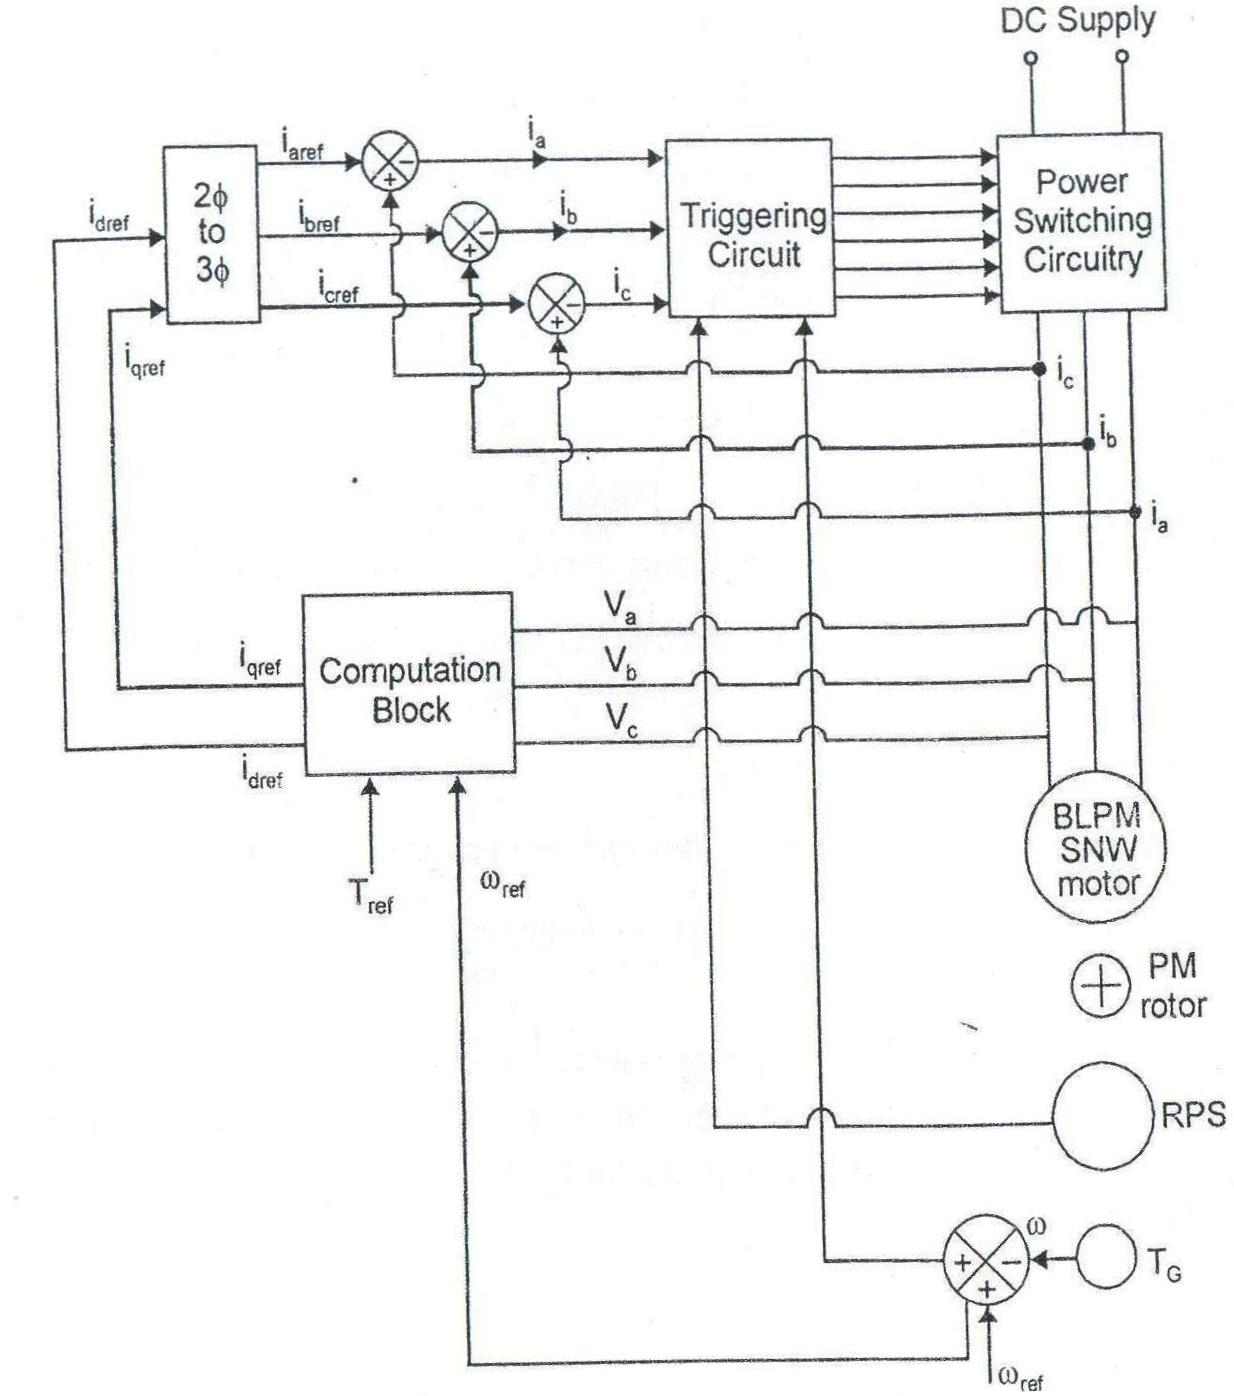 DC Supply
i_aref
i_a
2ϕ
to
3ϕ
i_dref
i_bref
i_b
Triggering
Circuit
Power
Switching
Circuitry
i_cref
i_c
i_qref
i_c
i_b
i_a
V_a
V_b
V_c
Computation
Block
i_qref
i_dref
T_ref
ω_ref
BLPM
SNW
motor
PM
rotor
RPS
ω
T_G
ω_ref